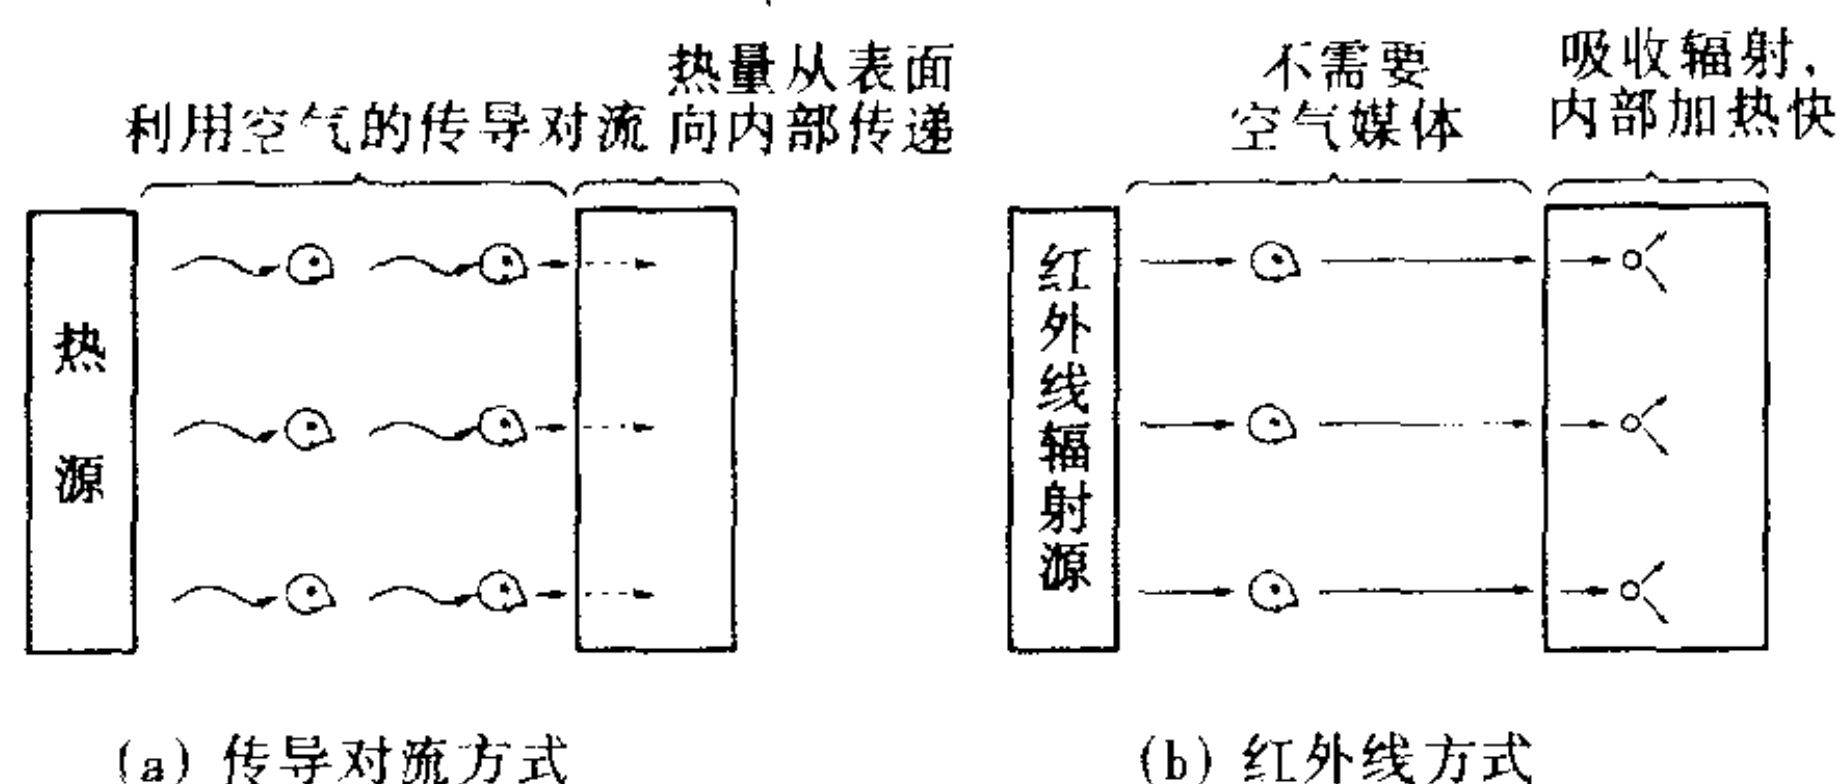 热量从表面
利用空气的传导对流 向内部传递
热源
(a) 传导对流方式
不需要
空气媒体
吸收辐射,
内部加热快
红外线辐射源
(b) 红外线方式